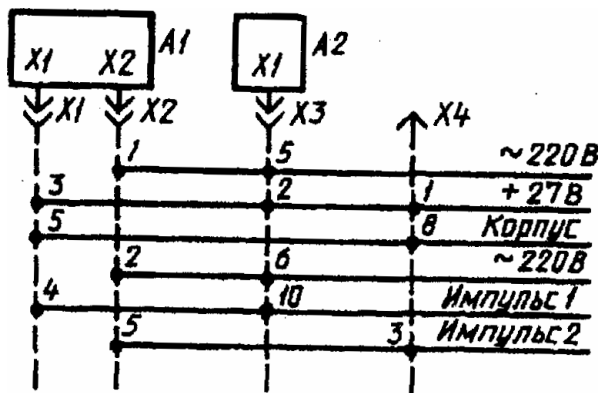 A1 A2
X1 X2 X1
X1 X2 X3 X4
1 5 ~220В
3 2 1 +27В
5 8 Корпус
2 6 ~220В
4 10 Импульс 1
5 3 Импульс 2